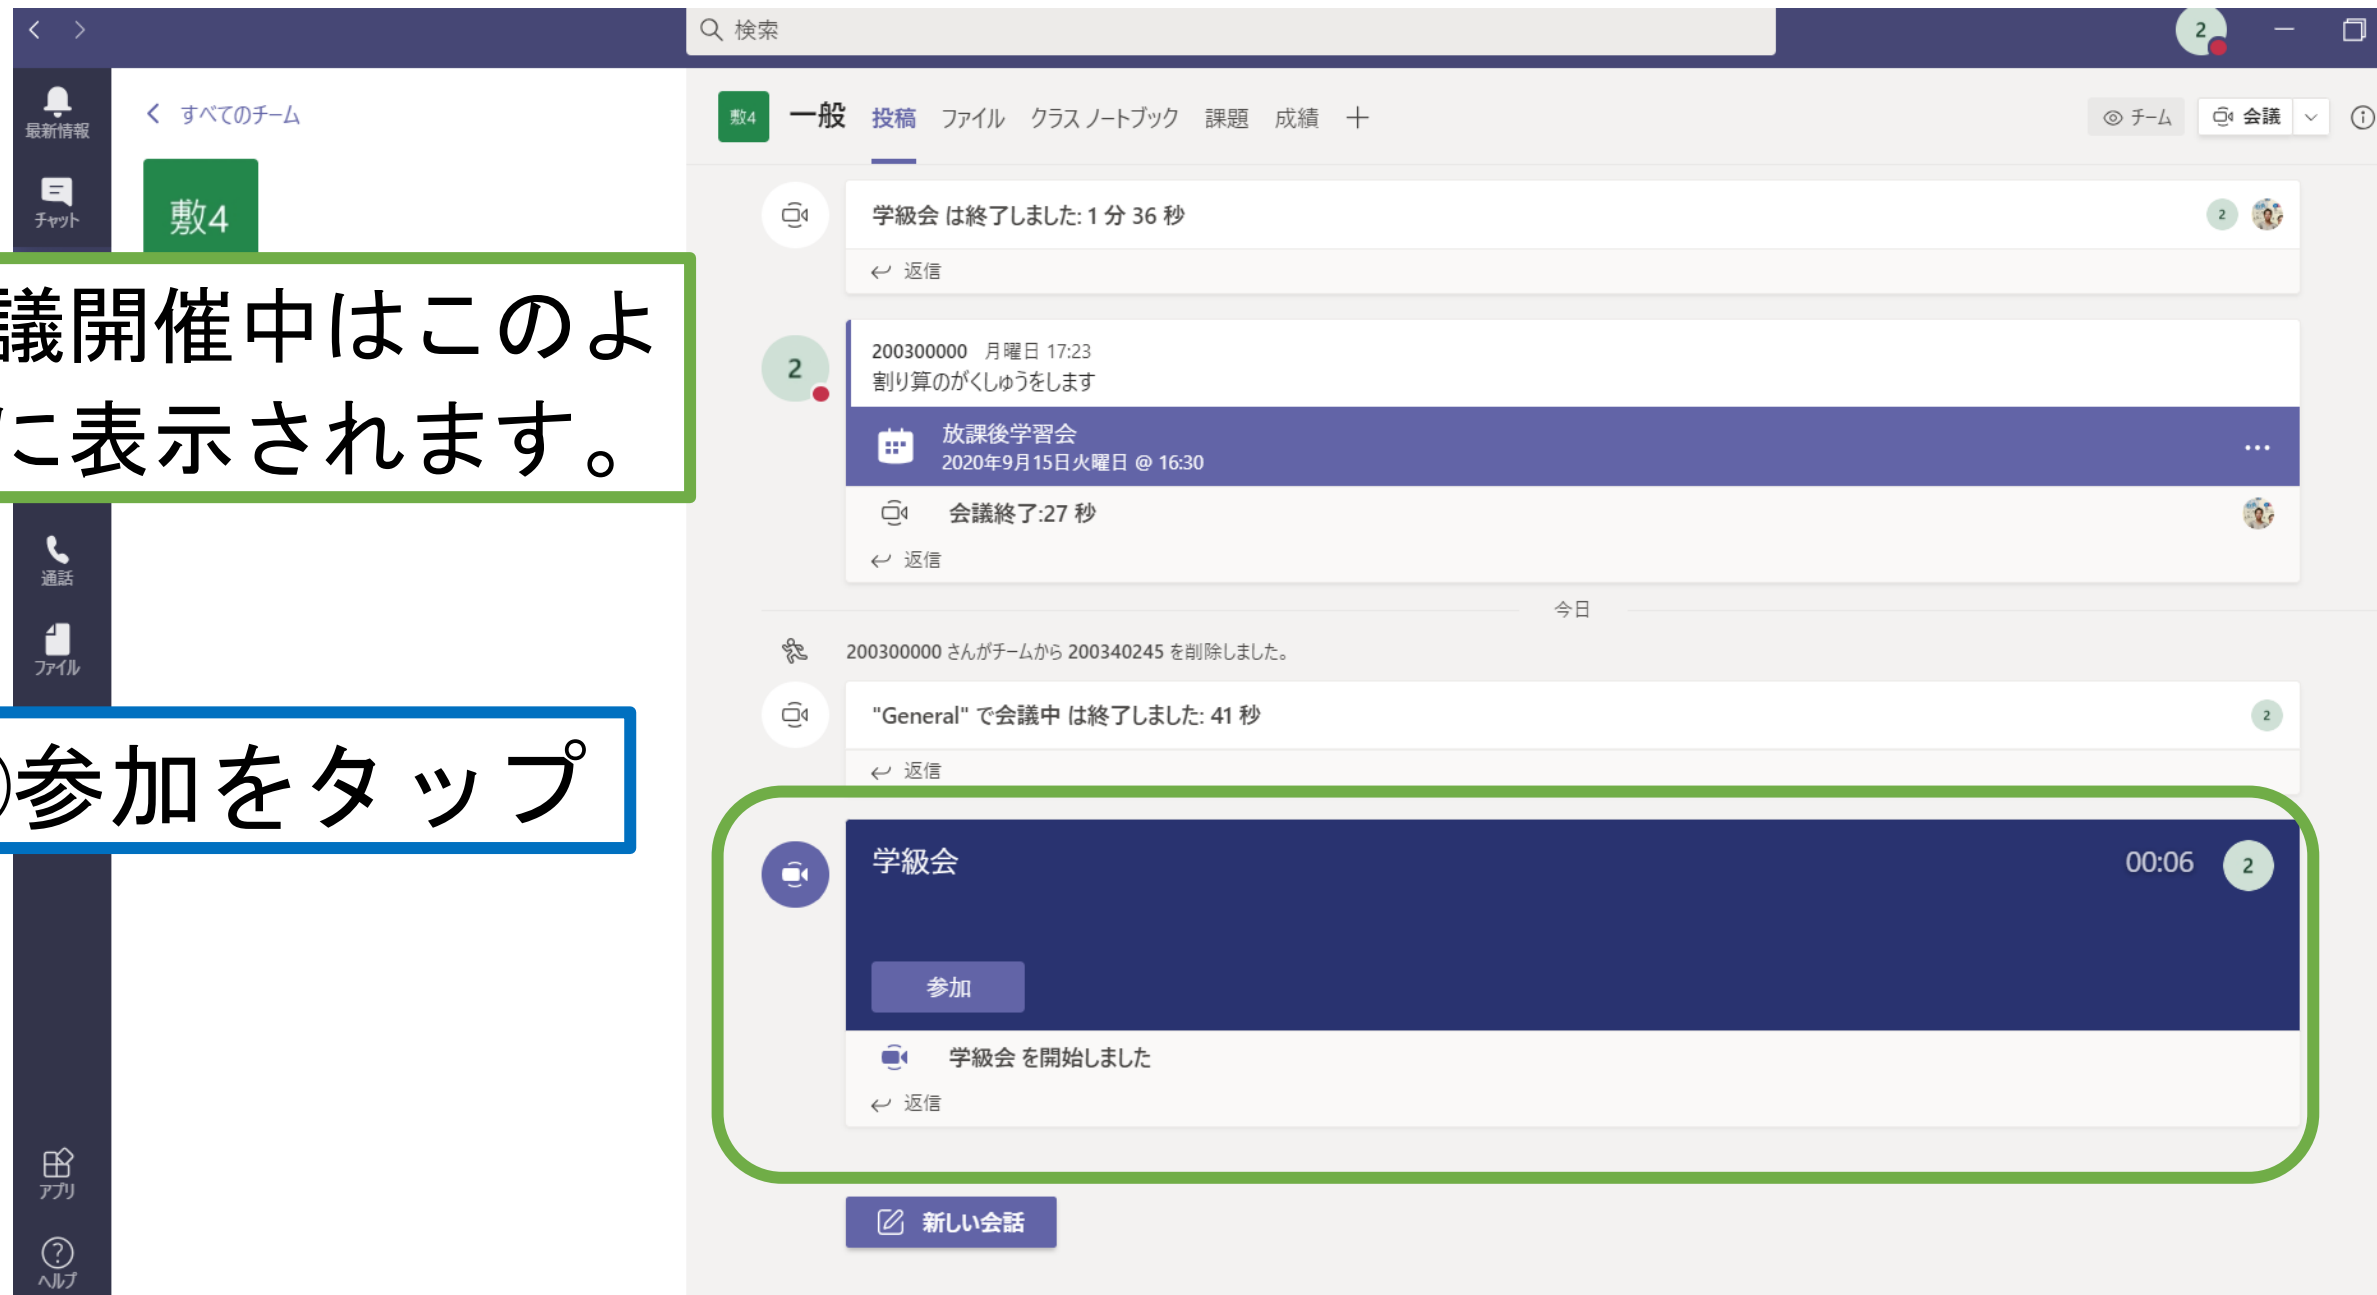 検索
2
最新情報
チャット
通話
ファイル
アプリ
ヘルプ
すべてのチーム
敷4
議開催中はこのよ
に表示されます。
参加をタップ
敷4 一般 投稿 ファイル クラス ノートブック 課題 成績
チーム 会議
学級会 は終了しました: 1 分 36 秒
2
返信
2
200300000 月曜日 17:23
割り算のがくしゅうをします
放課後学習会
2020年9月15日火曜日 @ 16:30
会議終了:27 秒
返信
今日
200300000 さんがチームから 200340245 を削除しました。
"General" で会議中 は終了しました: 41 秒
2
返信
学級会 00:06 2
参加
学級会 を開始しました
返信
新しい会話